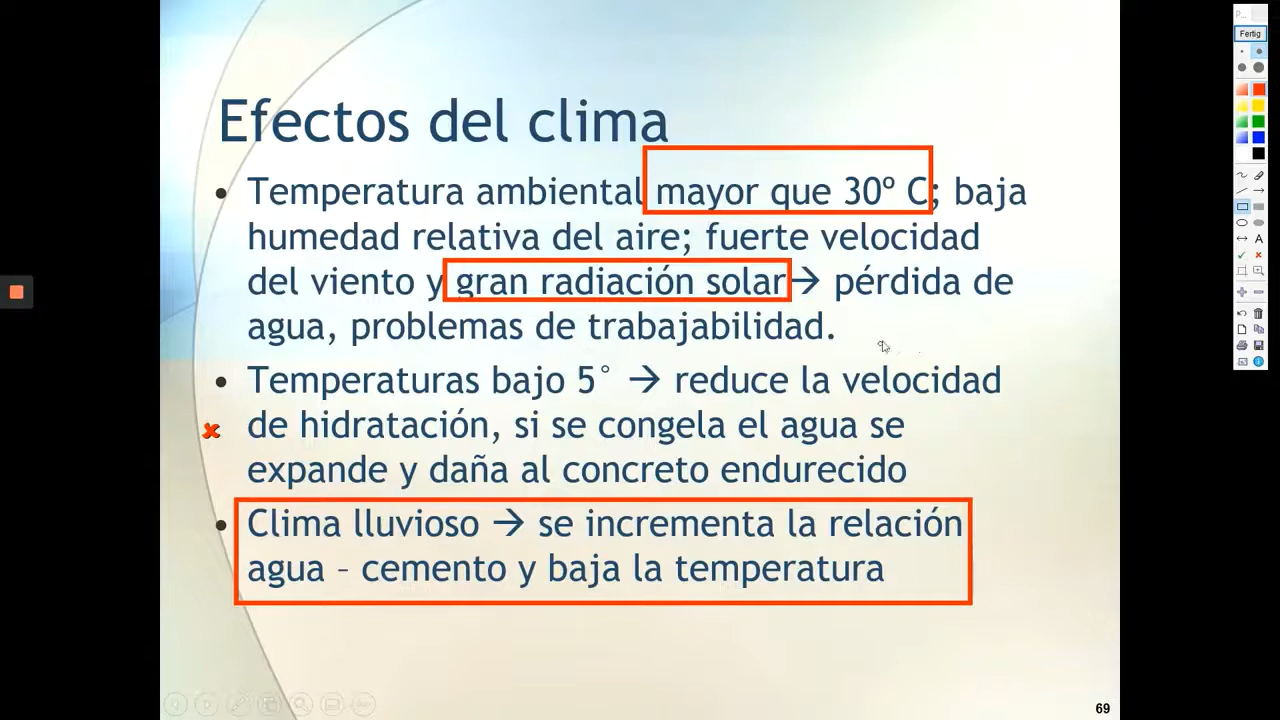 Efectos del clima
• Temperatura ambiental mayor que 30º C; baja
humedad relativa del aire; fuerte velocidad
del viento y gran radiación solar→ pérdida de
agua, problemas de trabajabilidad.
• Temperaturas bajo 5° → reduce la velocidad
de hidratación, si se congela el agua se
expande y daña al concreto endurecido
• Clima lluvioso → se incrementa la relación
agua – cemento y baja la temperatura
69
P...
Fertig
A